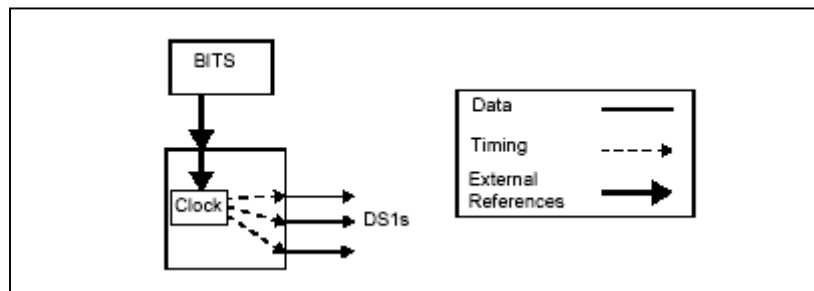 BITS
Clock
DS1s
Data
Timing
External
References